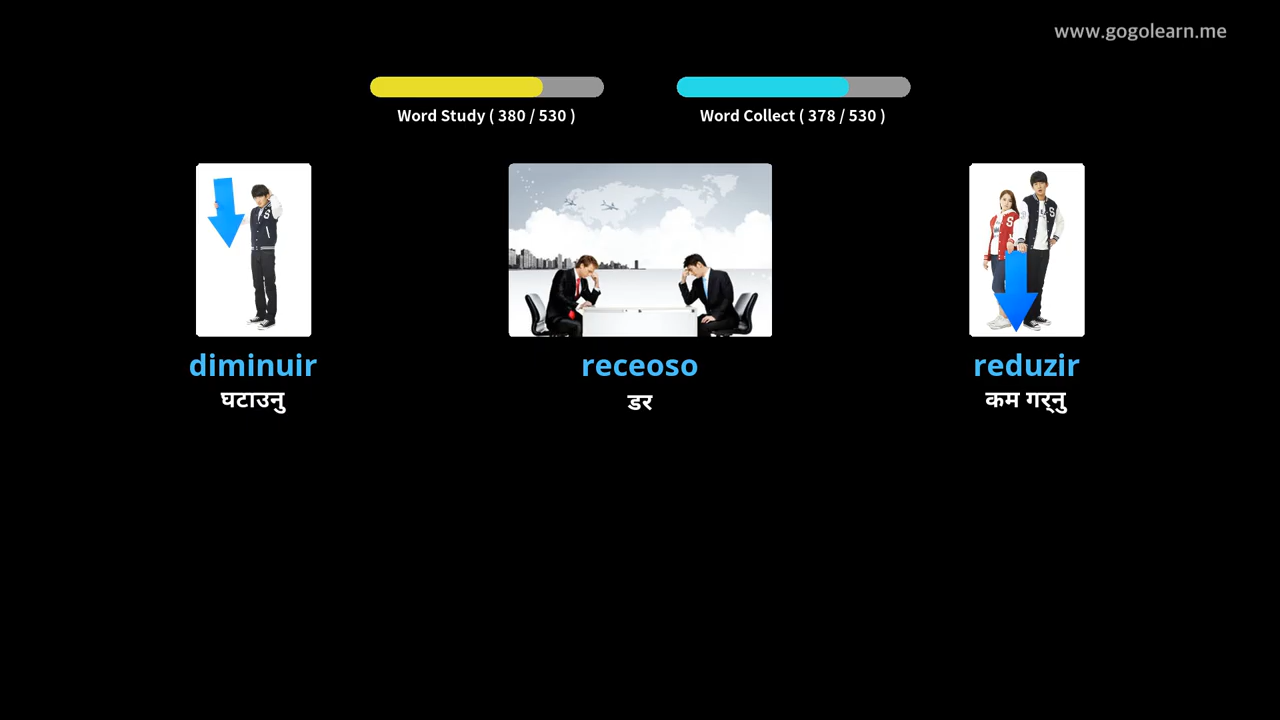 www.gogolearn.me
Word Study ( 380 / 530 )
Word Collect ( 378 / 530 )
diminuir
घटाउनु
receoso
डर
reduzir
कम गर्नु